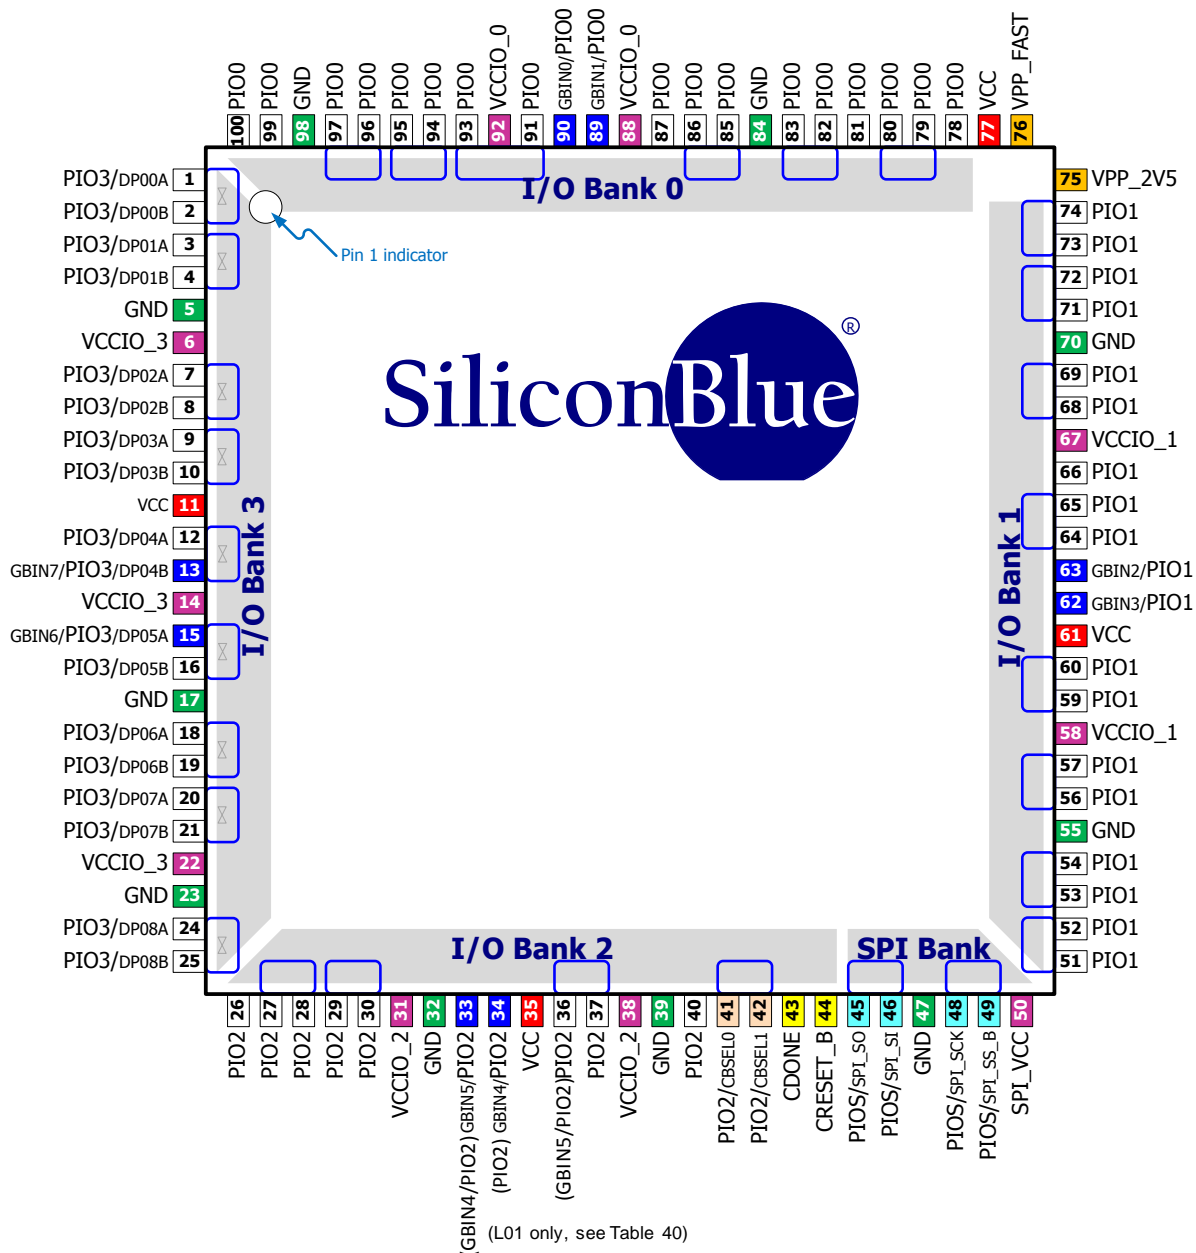 PIO0 PIO0 GND PIO0 PIO0 PIO0 PIO0 PIO0 VCCIO_0 PIO0 GBIN0/PIO0 GBIN1/PIO0 VCCIO_0 PIO0 PIO0 PIO0 GND PIO0 PIO0 PIO0 PIO0 PIO0 PIO0 VCC VPP_FAST
100 99 98 97 96 95 94 93 92 91 90 89 88 87 86 85 84 83 82 81 80 79 78 77 76
I/O Bank 0
Pin 1 indicator
PIO3/DP00A 1
PIO3/DP00B 2
PIO3/DP01A 3
PIO3/DP01B 4
GND 5
VCCIO_3 6
PIO3/DP02A 7
PIO3/DP02B 8
PIO3/DP03A 9
PIO3/DP03B 10
VCC 11
PIO3/DP04A 12
GBIN7/PIO3/DP04B 13
VCCIO_3 14
GBIN6/PIO3/DP05A 15
PIO3/DP05B 16
GND 17
PIO3/DP06A 18
PIO3/DP06B 19
PIO3/DP07A 20
PIO3/DP07B 21
VCCIO_3 22
GND 23
PIO3/DP08A 24
PIO3/DP08B 25
I/O Bank 3
SiliconBlue®
I/O Bank 1
75 VPP_2V5
74 PIO1
73 PIO1
72 PIO1
71 PIO1
70 GND
69 PIO1
68 PIO1
67 VCCIO_1
66 PIO1
65 PIO1
64 PIO1
63 GBIN2/PIO1
62 GBIN3/PIO1
61 VCC
60 PIO1
59 PIO1
58 VCCIO_1
57 PIO1
56 PIO1
55 GND
54 PIO1
53 PIO1
52 PIO1
51 PIO1
I/O Bank 2
SPI Bank
26 27 28 29 30 31 32 33 34 35 36 37 38 39 40 41 42 43 44 45 46 47 48 49 50
PIO2 PIO2 PIO2 PIO2 PIO2 VCCIO_2 GND (GBIN4/PIO2)GBIN5/PIO2 (PIO2) GBIN4/PIO2 VCC (GBIN5/PIO2)PIO2 PIO2 VCCIO_2 GND PIO2 PIO2/CBSEL0 PIO2/CBSEL1 CDONE CRESET_B PIOS/SPI_SO PIOS/SPI_SI GND PIOS/SPI_SCK PIOS/SPI_SS_B SPI_VCC
(L01 only, see Table 40)